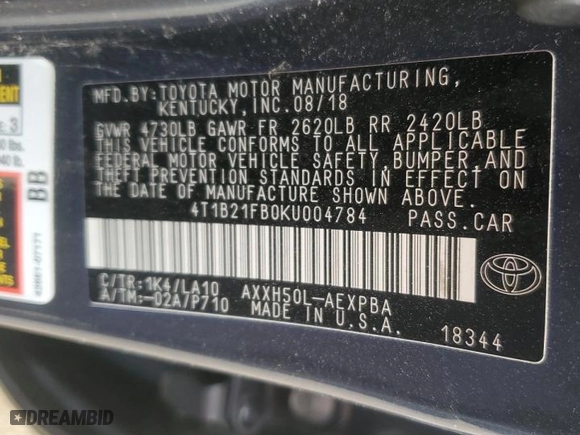 MFD.BY:TOYOTA MOTOR MANUFACTURING,
KENTUCKY, INC.08/18
GVWR 4730LB GAWR FR 2620LB RR 2420LB
THIS VEHICLE CONFORMS TO ALL APPLICABLE
FEDERAL MOTOR VEHICLE SAFETY, BUMPER, AND
THEFT PREVENTION STANDARDS IN EFFECT ON
THE DATE OF MANUFACTURE SHOWN ABOVE.
4T1B21FB0KU004784 PASS.CAR
C/TR:1K4/LA10 AXXH50L-AEXPBA
A/TM:-02A/P710 MADE IN U.S.A.
18344
BB
DREAMBID